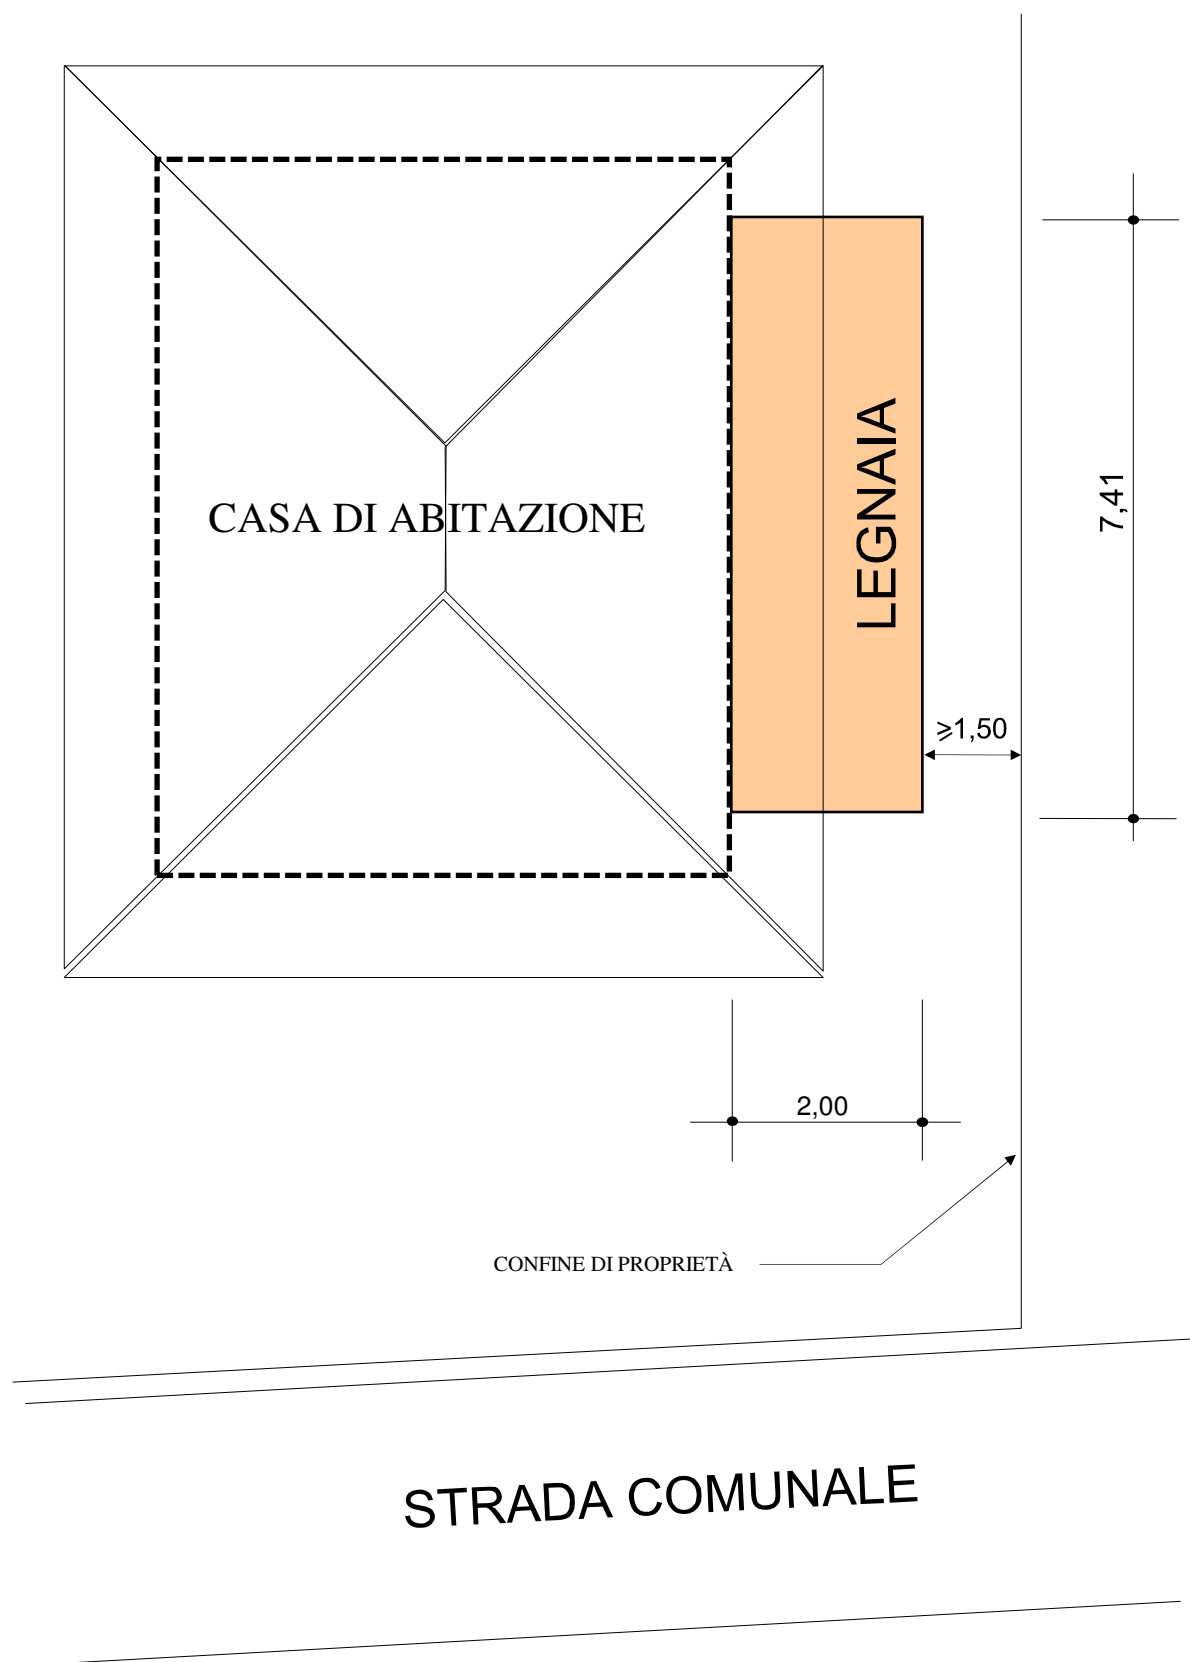 CASA DI ABITAZIONE
LEGNAIA
7,41
⩾1,50
2,00
CONFINE DI PROPRIETÀ
STRADA COMUNALE